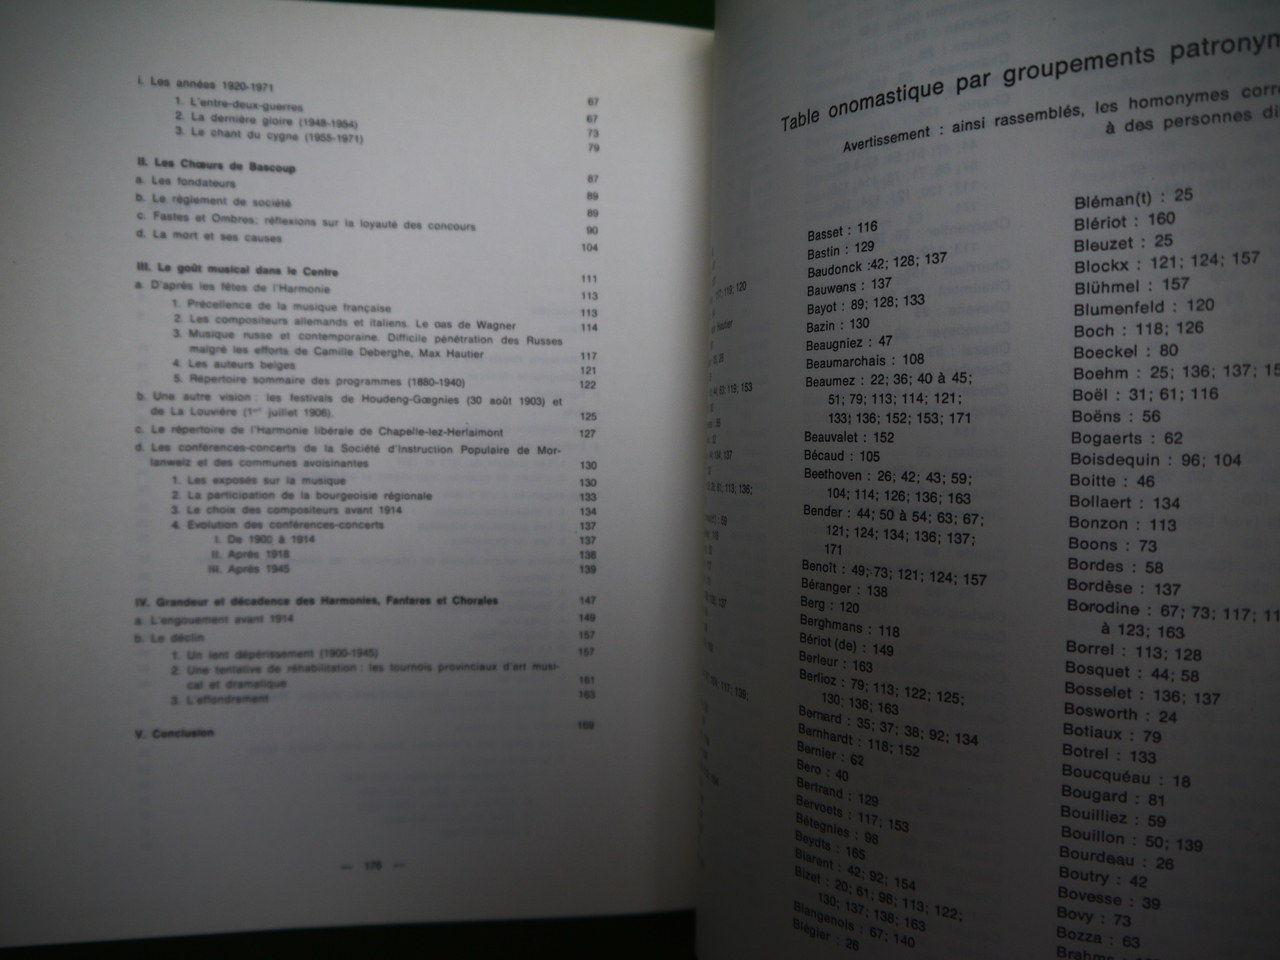 i. Les années 1920-1971 67
1. L'entre-deux-guerres 67
2. La dernière gloire (1948-1954) 73
3. Le chant du cygne (1955-1971) 79
II. Les Chœurs de Bascoup 87
a. Les fondateurs 89
b. Le règlement de société 89
c. Fastes et Ombres: réflexions sur la loyauté des concours 90
d. La mort et ses causes 104
III. Le goût musical dans le Centre 111
a. D'après les fêtes de l'Harmonie 113
1. Précellence de la musique française 113
2. Les compositeurs allemands et italiens. Le cas de Wagner 114
3. Musique russe et contemporaine. Difficile pénétration des Russes
malgré les efforts de Camille Deberghe, Max Hautier 117
4. Les auteurs belges 121
5. Répertoire sommaire des programmes (1880-1940) 122
b. Une autre vision : les festivals de Houdeng-Gœgnies (30 août 1903) et
de La Louvière (1er juillet 1906). 125
c. Le répertoire de l'Harmonie libérale de Chapelle-lez-Herlaimont 127
d. Les conférences-concerts de la Société d'Instruction Populaire de Mor-
lanwelz et des communes avoisinantes 130
1. Les exposés sur la musique 130
2. La participation de la bourgeoisie régionale 133
3. Le choix des compositeurs avant 1914 134
4. Evolution des conférences-concerts 137
I. De 1900 à 1914 137
II. Après 1918 138
III. Après 1945 139
IV. Grandeur et décadence des Harmonies, Fanfares et Chorales 147
a. L'engouement avant 1914 149
b. Le déclin 157
1. Un lent dépérissement (1900-1945) 157
2. Une tentative de réhabilitation : les tournois provinciaux d'art musi-
cal et dramatique 161
3. L'effondrement 163
V. Conclusion 169
— 176 —
Table onomastique par groupements patronym
Avertissement : ainsi rassemblés, les homonymes corre
à des personnes di
Basset : 116
Bastin : 129
Baudonck :42; 128; 137
Bauwens : 137
Bayot : 89; 128; 133
Bazin : 130
Beaugniez : 47
Beaumarchais : 108
Beaumez : 22; 36; 40 à 45;
51; 79; 113; 114; 121;
133; 136; 152; 153; 171
Beauvalet : 152
Bécaud : 105
Beethoven : 26; 42; 43; 59;
104; 114; 126; 136; 163
Bender : 44; 50 à 54; 63; 67;
121; 124; 134; 136; 137;
171
Benoît : 49; 73; 121; 124; 157
Béranger : 138
Berg : 120
Berghmans : 118
Bériot (de) : 149
Berleur : 163
Berlioz : 79; 113; 122; 125;
130; 136; 163
Bernard : 35; 37; 38; 92; 134
Bernhardt : 118; 152
Bernier : 62
Bero : 40
Bertrand : 129
Bervoets : 117; 153
Bétegnies : 98
Beydts : 165
Biarent : 42; 92; 154
Bizet : 20; 61; 98; 113; 122;
130; 137; 138; 163
Blangenois : 67; 140
Blégier : 26
Bléman(t) : 25
Blériot : 160
Bleuzet : 25
Blockx : 121; 124; 157
Blühmel : 157
Blumenfeld : 120
Boch : 118; 126
Boeckel : 80
Boehm : 25; 136; 137; 15
Boël : 31; 61; 116
Boëns : 56
Bogaerts : 62
Boisdequin : 96; 104
Boitte : 46
Bollaert : 134
Bonzon : 113
Boons : 73
Bordes : 58
Bordèse : 137
Borodine : 67; 73; 117; 11
à 123; 163
Borrel : 113; 128
Bosquet : 44; 58
Bosselet : 136; 137
Bosworth : 24
Botiaux : 79
Botrel : 133
Boucquéau : 18
Bougard : 81
Bouilliez : 59
Bouillon : 50; 139
Bourdeau : 26
Boutry : 42
Bovesse : 39
Bovy : 73
Bozza : 63
Brahms